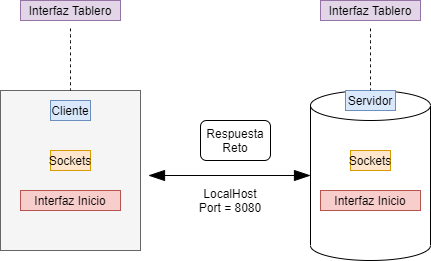 Interfaz Tablero
Interfaz Tablero
Cliente
Servidor
Respuesta
Reto
Sockets
Sockets
LocalHost
Port = 8080
Interfaz Inicio
Interfaz Inicio